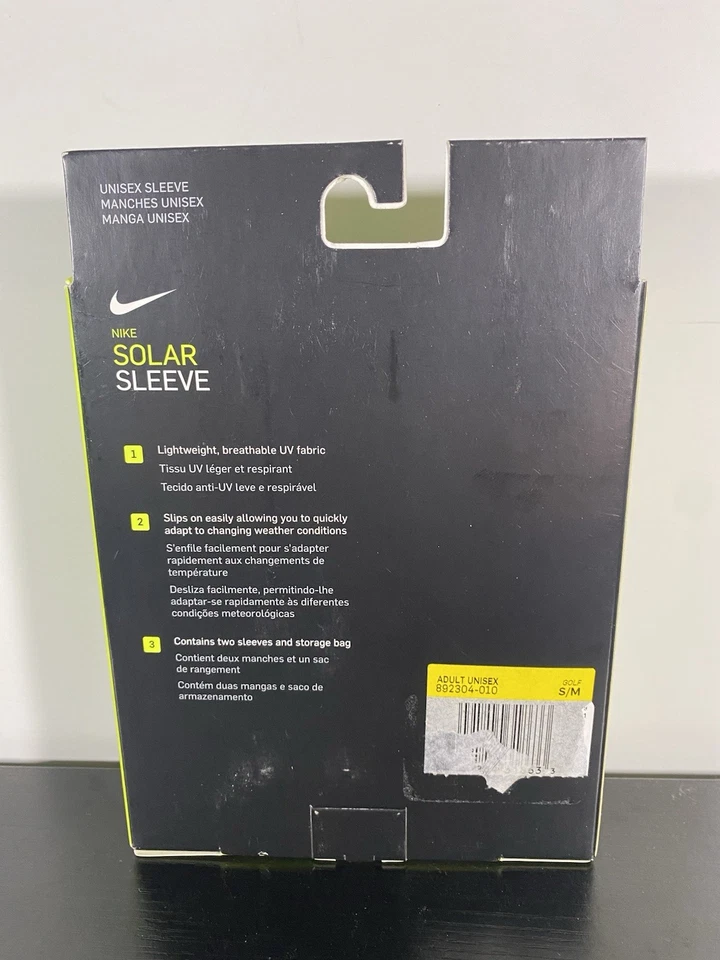 UNISEX SLEEVE
MANCHES UNISEX
MANGA UNISEX
NIKE
SOLAR
SLEEVE
1
Lightweight, breathable UV fabric
Tissu UV léger et respirant
Tecido anti-UV leve e respirável
2
Slips on easily allowing you to quickly
adapt to changing weather conditions
S'enfile facilement pour s'adapter
rapidement aux changements de
température
Desliza facilmente, permitindo-lhe
adaptar-se rapidamente às diferentes
condições meteorológicas
3
Contains two sleeves and storage bag
Contient deux manches et un sac
de rangement
Contém duas mangas e saco de
armazenamento
ADULT UNISEX
892304-010
GOLF
S/M
63 3